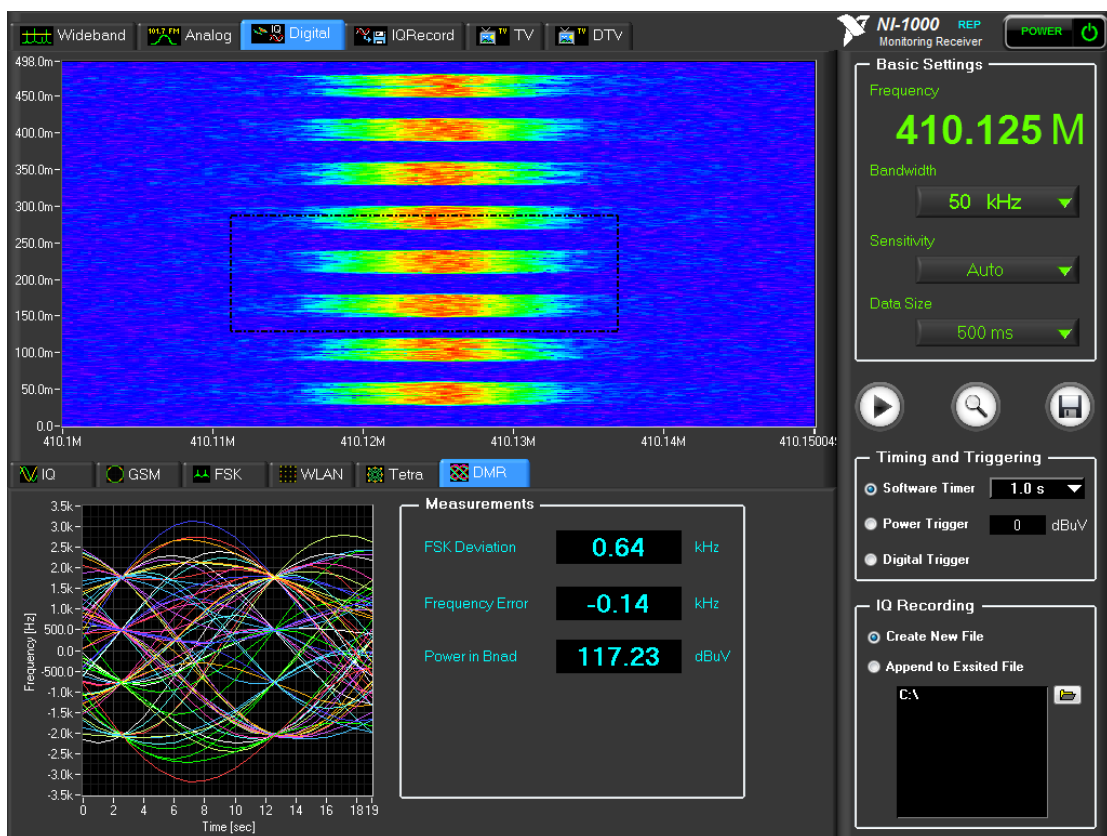 Wideband 101.7 FM Analog IQ Digital IQRecord TV TV DTV DTV
NI-1000 REP
Monitoring Receiver
POWER
498.0m
450.0m
400.0m
350.0m
300.0m
250.0m
200.0m
150.0m
100.0m
50.0m
0.0
410.1M 410.11M 410.12M 410.13M 410.14M 410.15004
Basic Settings
Frequency
410.125 M
Bandwidth
50 kHz
Sensitivity
Auto
Data Size
500 ms
IQ GSM FSK WLAN Tetra DMR
3.5k
3.0k
2.5k
2.0k
1.5k
1.0k
500.0
0.0
-500.0
-1.0k
-1.5k
-2.0k
-2.5k
-3.0k
-3.5k
Frequency [Hz]
0 2 4 6 8 10 12 14 16 18 19
Time [sec]
Measurements
FSK Deviation 0.64 kHz
Frequency Error -0.14 kHz
Power in Bnad 117.23 dBuV
Timing and Triggering
Software Timer 1.0 s
Power Trigger 0 dBuV
Digital Trigger
IQ Recording
Create New File
Append to Exsited File
C:\